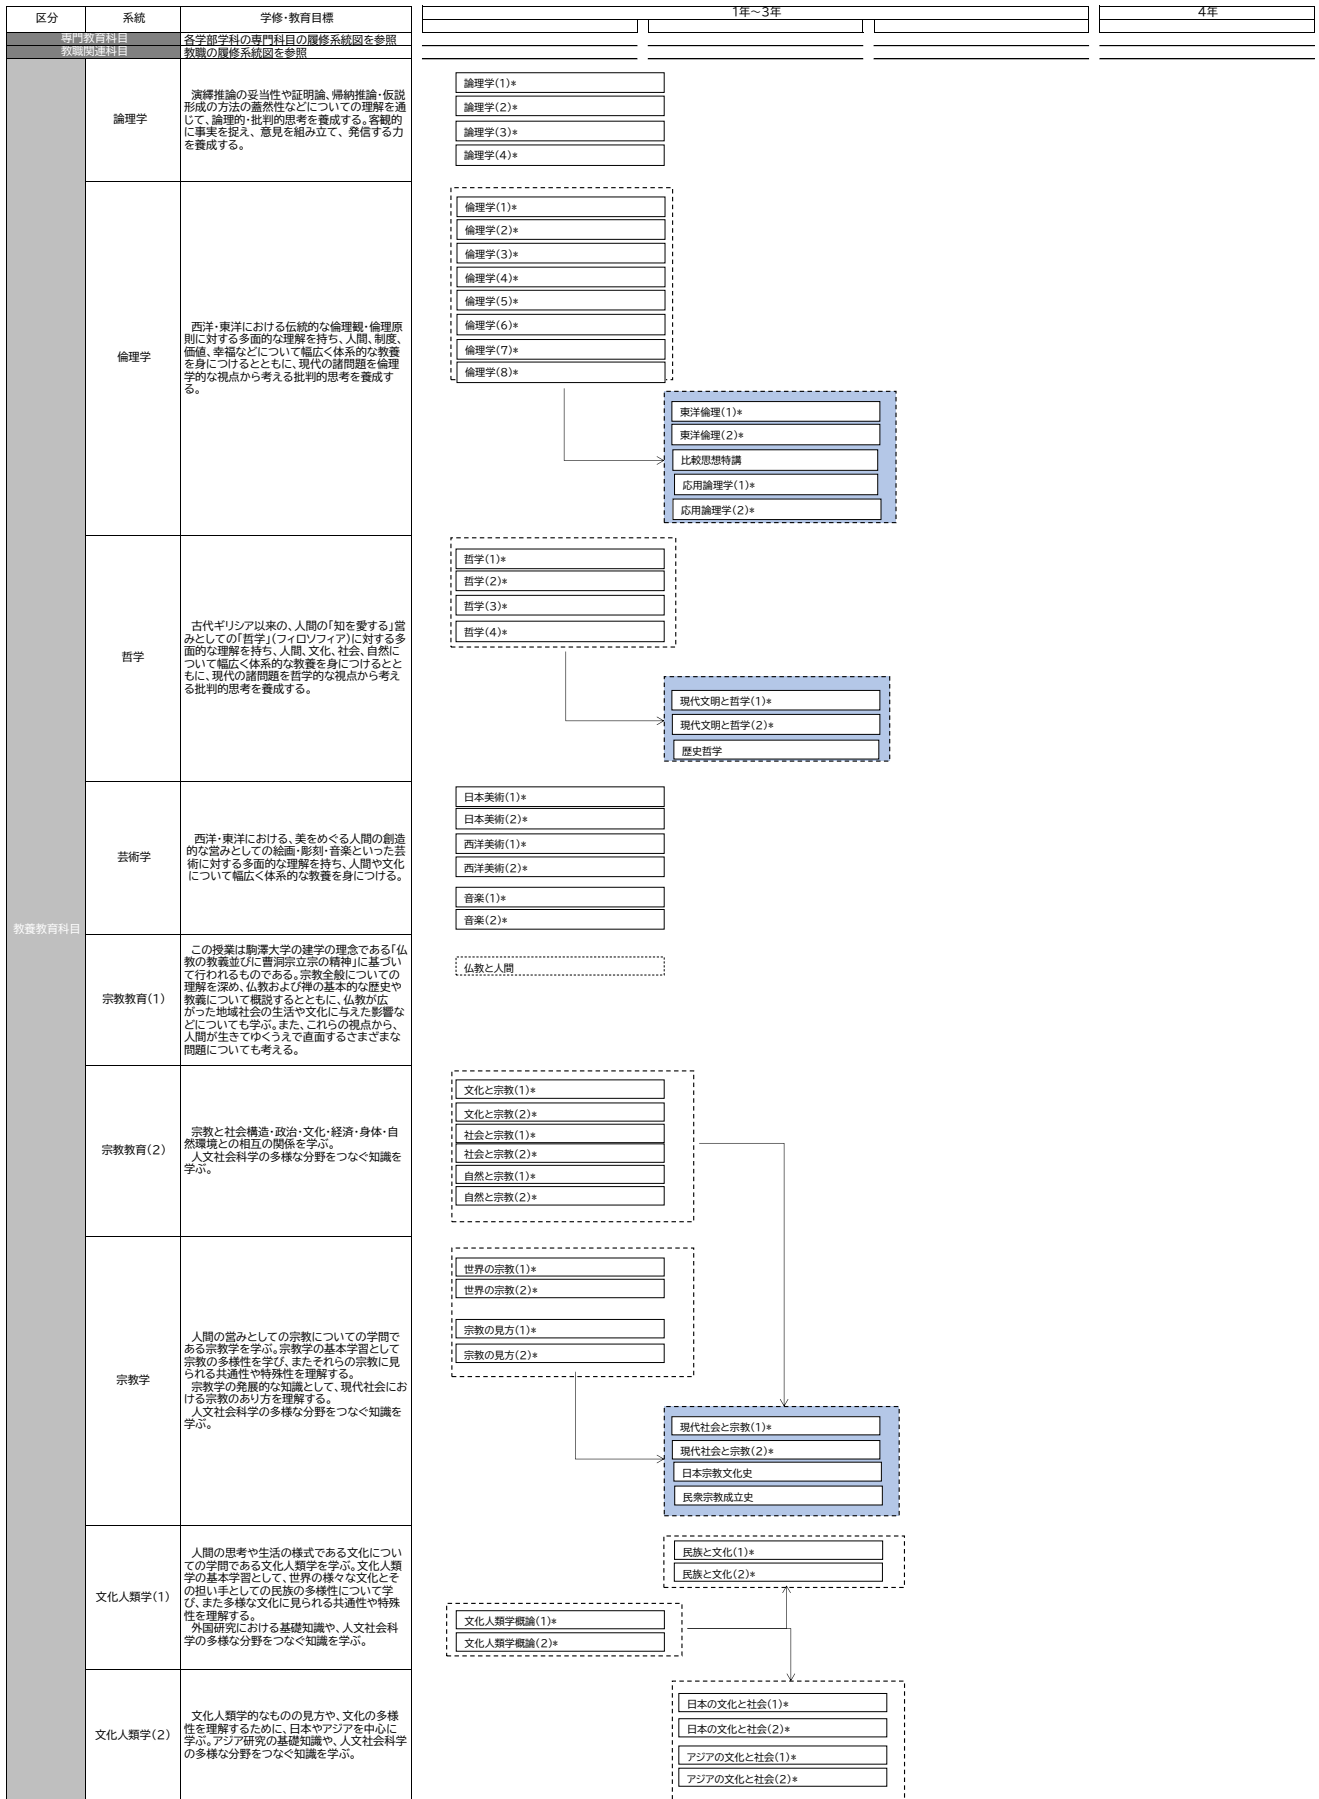 区分
系統
学修・教育目標
1年～3年
4年
専門教育科目
各学部学科の専門科目の履修系統図を参照
教職関連科目
教職の履修系統図を参照
教養教育科目
論理学
演繹推論の妥当性や証明論、帰納推論・仮説
形成の方法の蓋然性などについての理解を通
じて、論理的・批判的思考を養成する。客観的
に事実を捉え、意見を組み立て、発信する力
を養成する。
論理学(1)*
論理学(2)*
論理学(3)*
論理学(4)*
倫理学
西洋・東洋における伝統的な倫理観・倫理原
則に対する多面的な理解を持ち、人間、制度、
価値、幸福などについて幅広く体系的な教養
を身につけるとともに、現代の諸問題を倫理
学的な視点から考える批判的思考を養成す
る。
倫理学(1)*
倫理学(2)*
倫理学(3)*
倫理学(4)*
倫理学(5)*
倫理学(6)*
倫理学(7)*
倫理学(8)*
東洋倫理(1)*
東洋倫理(2)*
比較思想特講
応用論理学(1)*
応用論理学(2)*
哲学
古代ギリシア以来の、人間の「知を愛する」営
みとしての「哲学」(フィロソフィア)に対する多
面的な理解を持ち、人間、文化、社会、自然に
ついて幅広く体系的な教養を身につけるとと
もに、現代の諸問題を哲学的な視点から考え
る批判的思考を養成する。
哲学(1)*
哲学(2)*
哲学(3)*
哲学(4)*
現代文明と哲学(1)*
現代文明と哲学(2)*
歴史哲学
芸術学
西洋・東洋における、美をめぐる人間の創造
的な営みとしての絵画・彫刻・音楽といった芸
術に対する多面的な理解を持ち、人間や文化
について幅広く体系的な教養を身につける。
日本美術(1)*
日本美術(2)*
西洋美術(1)*
西洋美術(2)*
音楽(1)*
音楽(2)*
宗教教育(1)
この授業は駒澤大学の建学の理念である「仏
教の教義並びに曹洞宗立宗の精神」に基づい
て行われるものである。宗教全般についての
理解を深め、仏教および禅の基本的な歴史や
教義について概説するとともに、仏教が広
がった地域社会の生活や文化に与えた影響な
どについても学ぶ。また、これらの視点から、
人間が生きてゆくうえで直面するさまざまな
問題についても考える。
仏教と人間
宗教教育(2)
宗教と社会構造・政治・文化・経済・身体・自
然環境との相互の関係を学ぶ。
人文社会科学の多様な分野をつなぐ知識を
学ぶ。
文化と宗教(1)*
文化と宗教(2)*
社会と宗教(1)*
社会と宗教(2)*
自然と宗教(1)*
自然と宗教(2)*
宗教学
人間の営みとしての宗教についての学問で
ある宗教学を学ぶ。宗教学の基本学習として
宗教の多様性を学び、またそれらの宗教に見
られる共通性や特殊性を理解する。
宗教学の発展的な知識として、現代社会にお
ける宗教のあり方を理解する。
人文社会科学の多様な分野をつなぐ知識を
学ぶ。
世界の宗教(1)*
世界の宗教(2)*
宗教の見方(1)*
宗教の見方(2)*
現代社会と宗教(1)*
現代社会と宗教(2)*
日本宗教文化史
民衆宗教成立史
文化人類学(1)
人間の思考や生活の様式である文化につい
ての学問である文化人類学を学ぶ。文化人類
学の基本学習として、世界の様々な文化とそ
の担い手としての民族の多様性について学
び、また多様な文化に見られる共通性や特殊
性を理解する。
外国研究における基礎知識や、人文社会科
学の多様な分野をつなぐ知識を学ぶ。
民族と文化(1)*
民族と文化(2)*
文化人類学概論(1)*
文化人類学概論(2)*
文化人類学(2)
文化人類学的なものの見方や、文化の多様
性を理解するために、日本やアジアを中心に
学ぶ。アジア研究の基礎知識や、人文社会科学
の多様な分野をつなぐ知識を学ぶ。
日本の文化と社会(1)*
日本の文化と社会(2)*
アジアの文化と社会(1)*
アジアの文化と社会(2)*